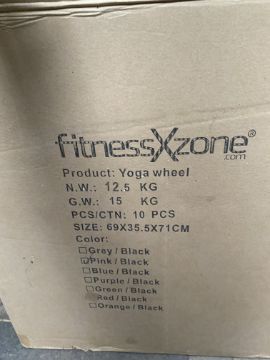 fitnessXzone®
.com
Product: Yoga wheel
N.W.: 12.5 KG
G.W.: 15 KG
PCS/CTN: 10 PCS
SIZE: 69X35.5X71CM
Color:
□Grey/Black
☑Pink/Black
□Blue/Black
□Purple/Black
□Green/Black
□Red/Black
□Orange/Black